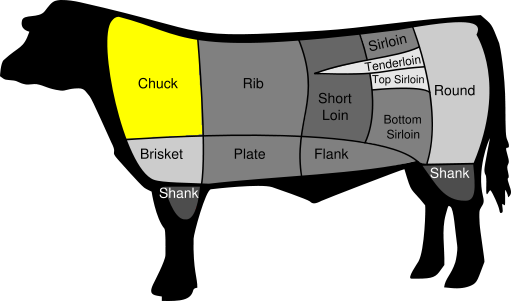 Sirloin
Tenderloin
Top Sirloin
Chuck
Rib
Short
Loin
Round
Bottom
Sirloin
Brisket
Plate
Flank
Shank
Shank